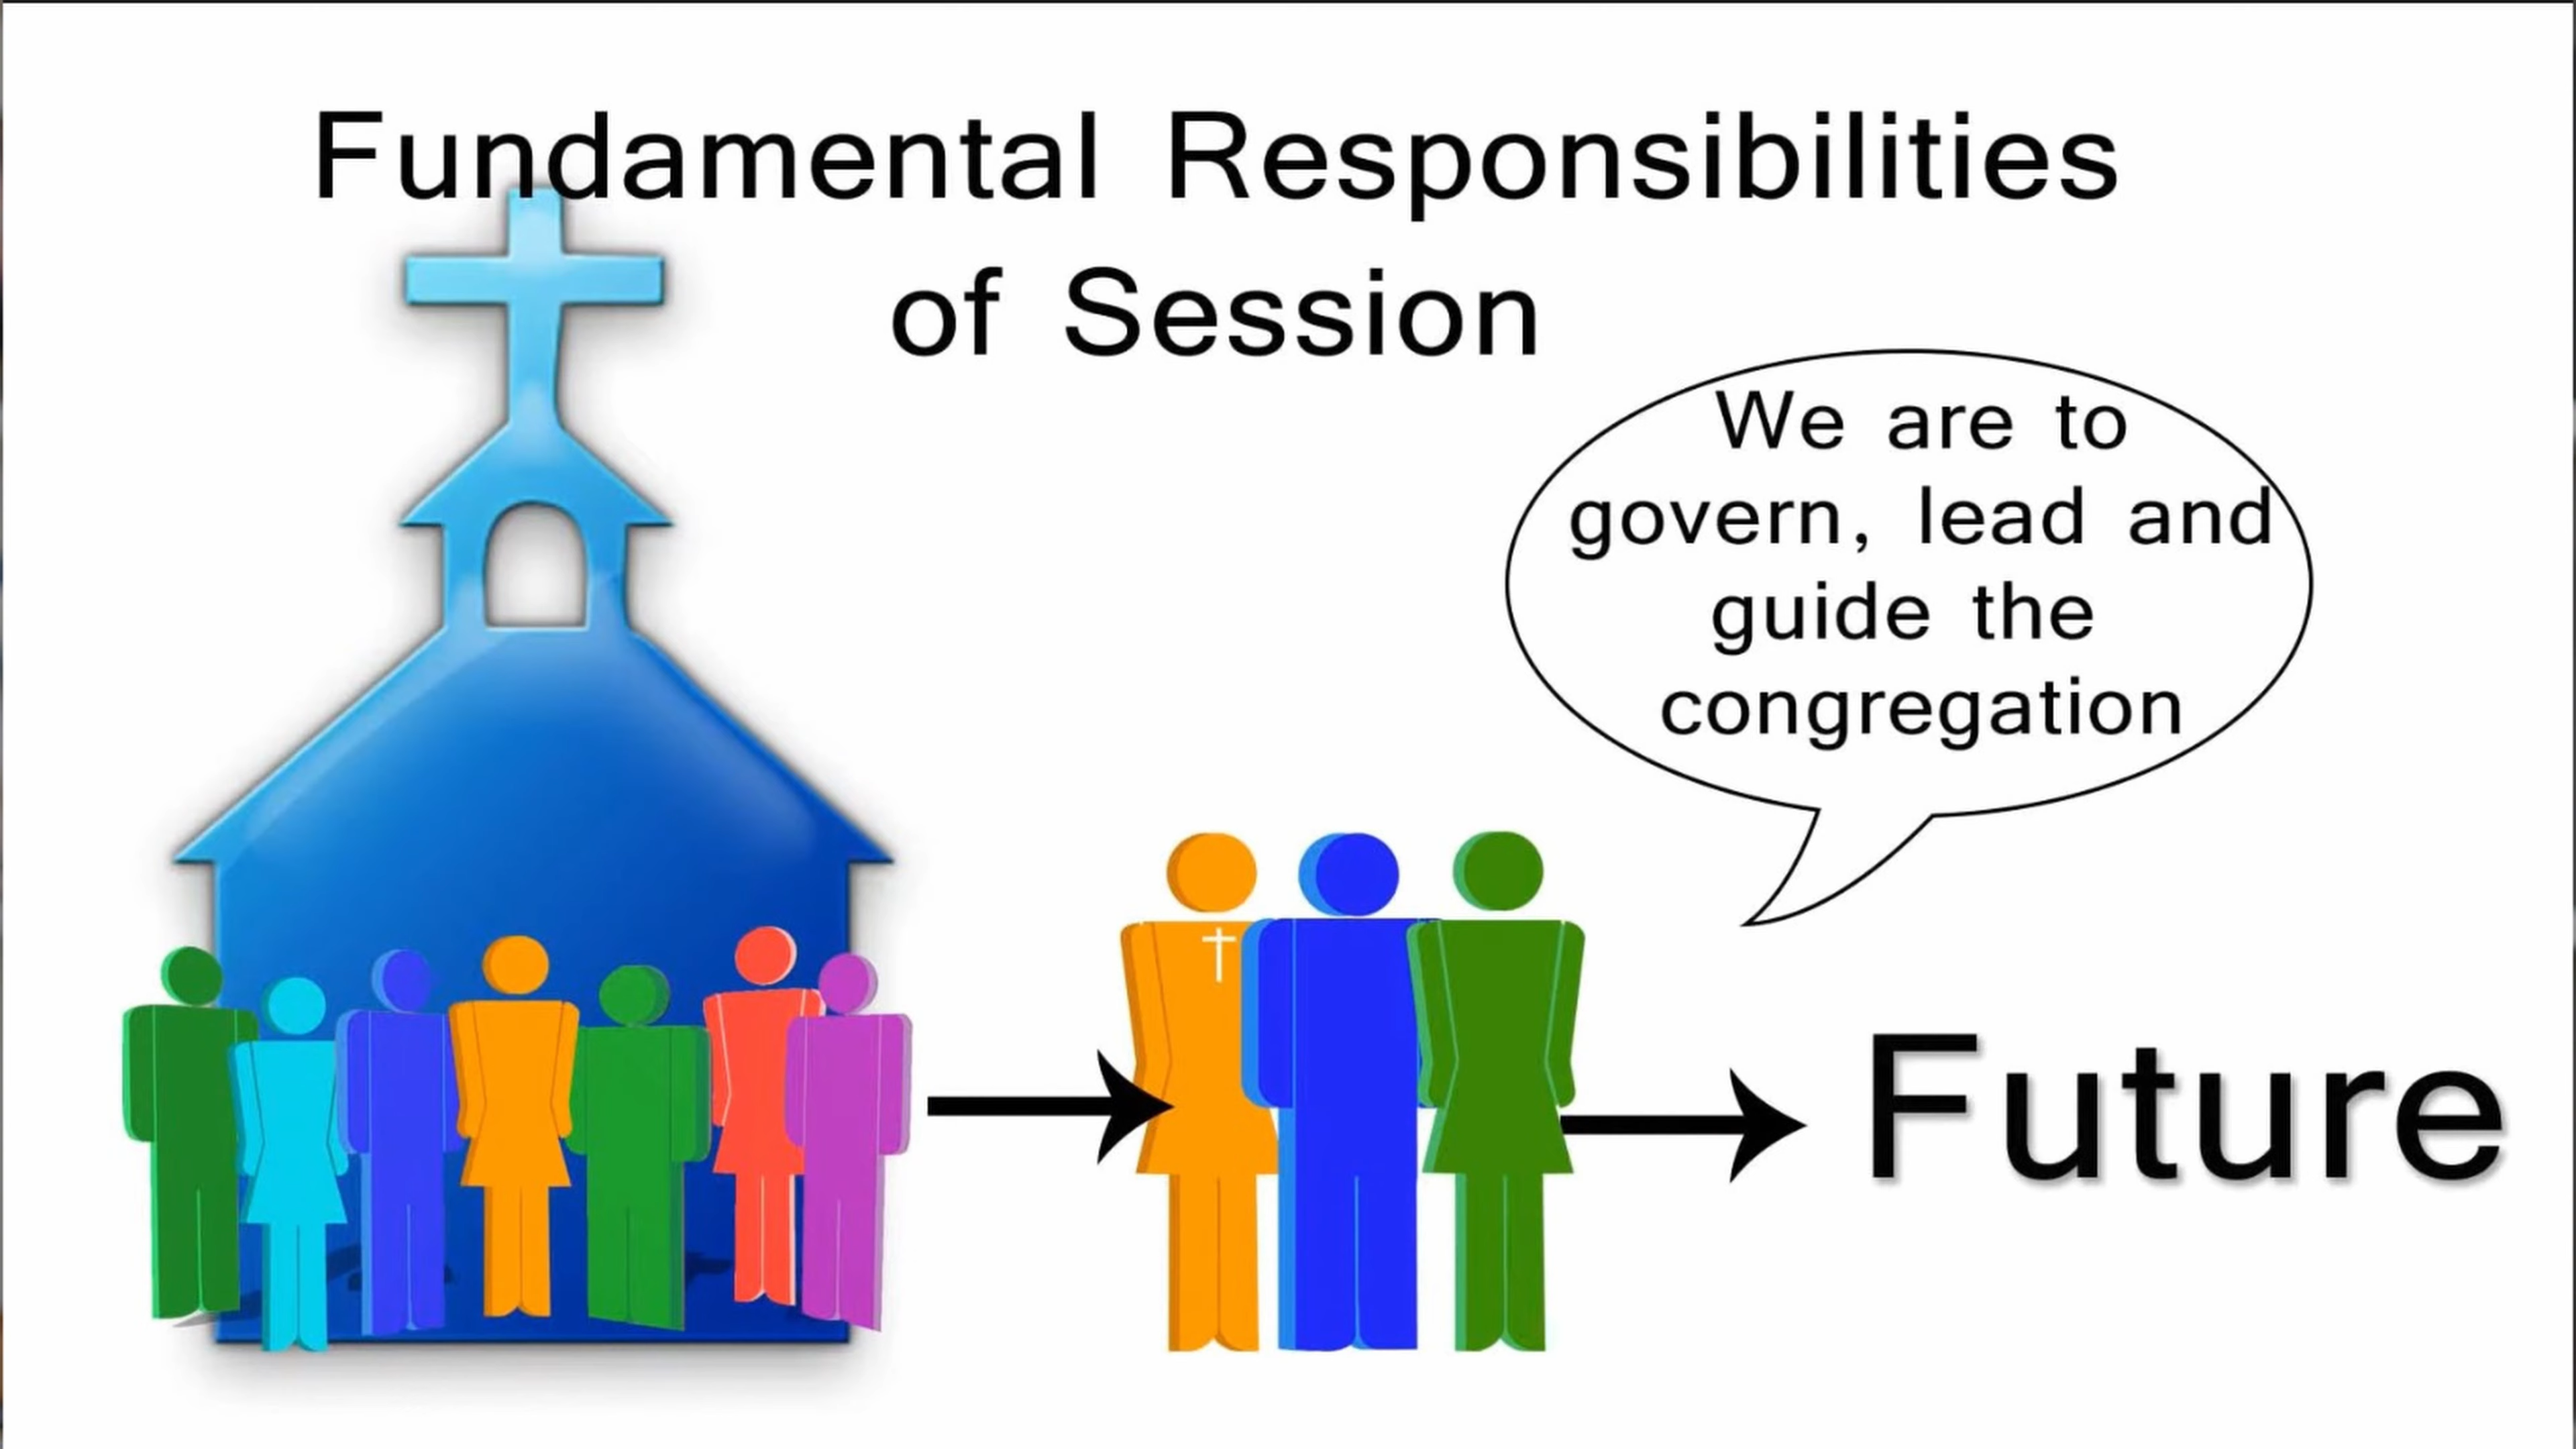 Fundamental Responsibilities
of Session
We are to
govern, lead and
guide the
congregation
Future